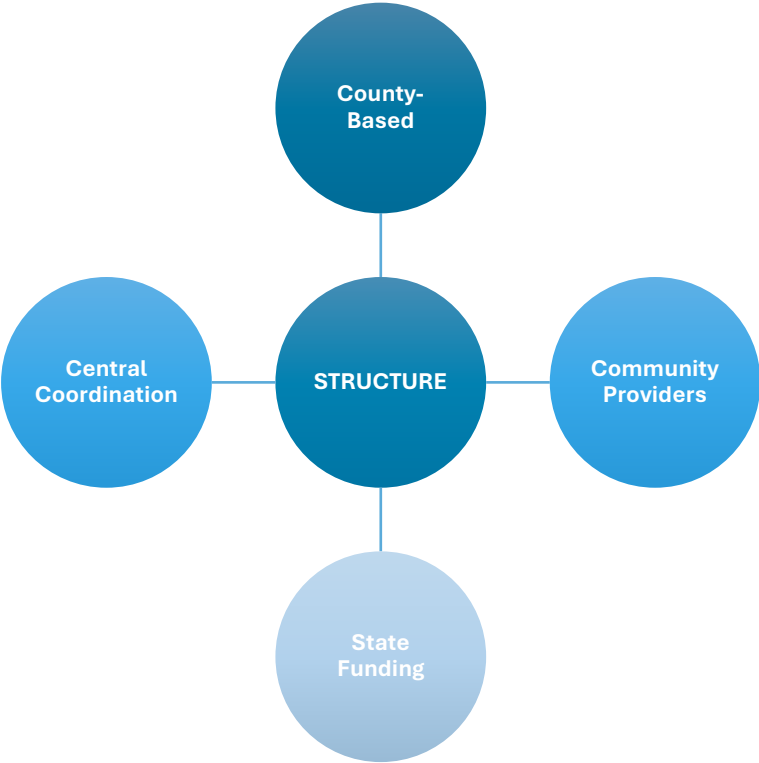 County-
Based
Central
Coordination
STRUCTURE
Community
Providers
State
Funding